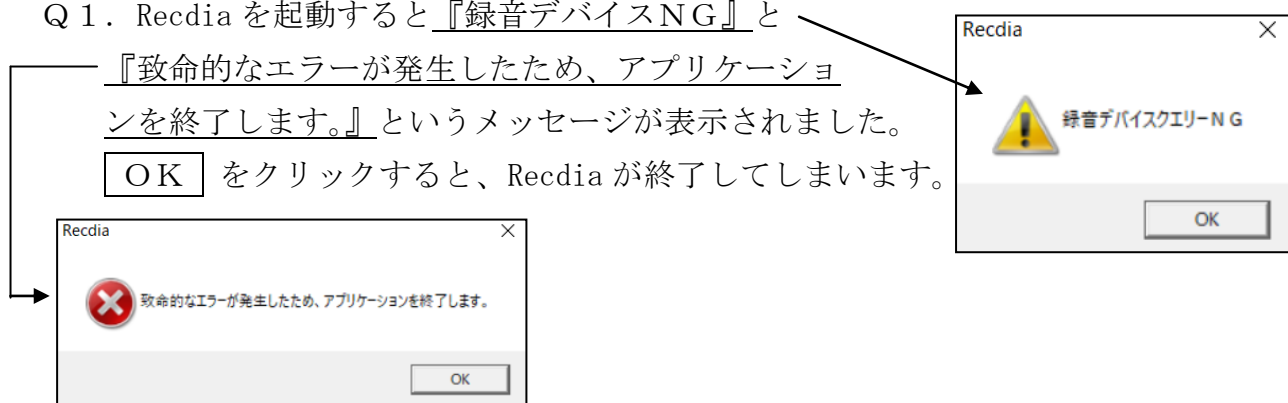 Q1．Recdiaを起動すると『録音デバイスNG』と
『致命的なエラーが発生したため、アプリケーショ
ンを終了します。』というメッセージが表示されました。
OK をクリックすると、Recdiaが終了してしまいます。
Recdia
録音デバイスクエリーNG
OK
Recdia
致命的なエラーが発生したため、アプリケーションを終了します。
OK